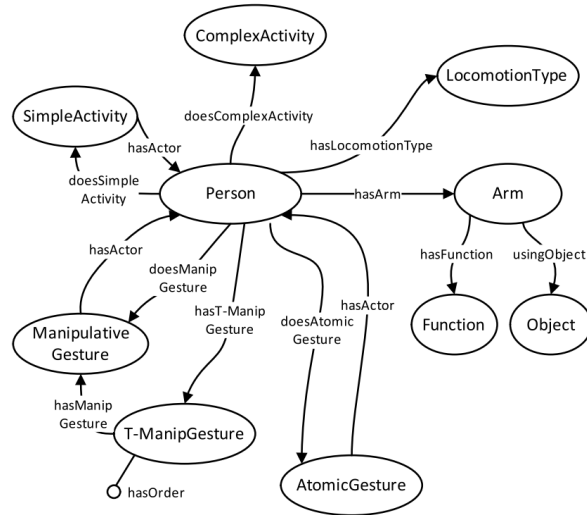 ComplexActivity
LocomotionType
SimpleActivity
doesComplexActivity
hasActor
hasLocomotionType
doesSimple
Activity
Person
hasArm
Arm
hasActor
doesManip
Gesture
hasFunction
usingObject
hasT-Manip
Gesture
doesAtomic
Gesture
hasActor
Manipulative
Gesture
Function
Object
hasManip
Gesture
T-ManipGesture
AtomicGesture
hasOrder